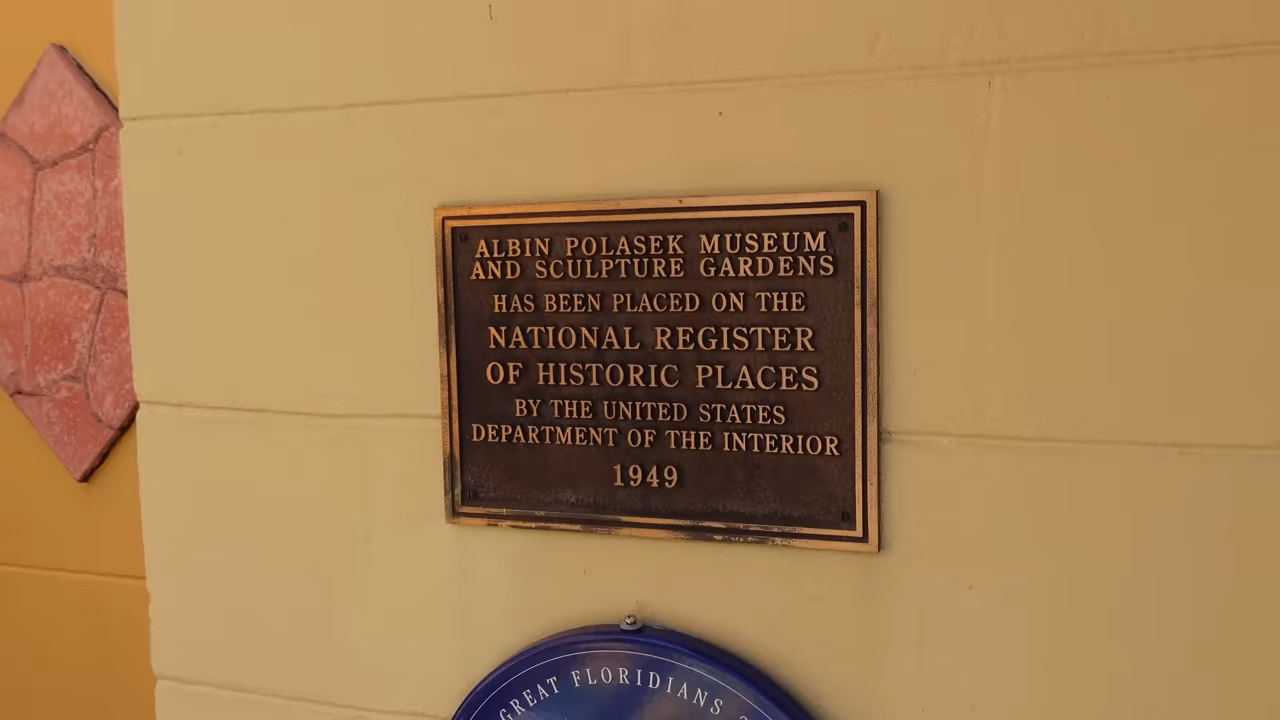 ALBIN POLASEK MUSEUM
AND SCULPTURE GARDENS
HAS BEEN PLACED ON THE
NATIONAL REGISTER
OF HISTORIC PLACES
BY THE UNITED STATES
DEPARTMENT OF THE INTERIOR
1949
GREAT FLORIDIANS